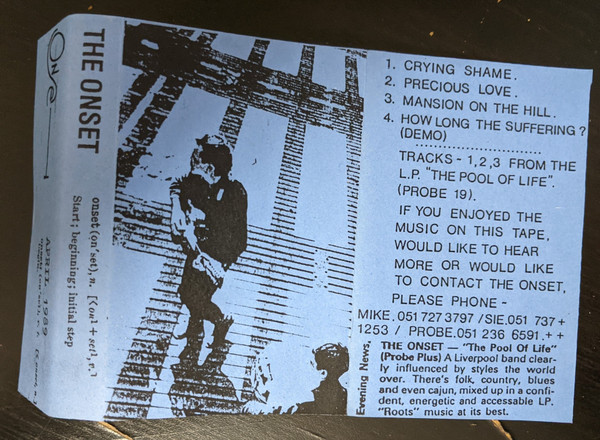 Onset
THE ONSET
onset (on'set), n. [⟨on1 + set1, n.⟩]
Start; beginning; initial step
APRIL 1989
1. CRYING SHAME.
2. PRECIOUS LOVE.
3. MANSION ON THE HILL.
4. HOW LONG THE SUFFERING?
(DEMO)
TRACKS - 1,2,3 FROM THE
L.P. "THE POOL OF LIFE".
(PROBE 19).
IF YOU ENJOYED THE
MUSIC ON THIS TAPE,
WOULD LIKE TO HEAR
MORE OR WOULD LIKE
TO CONTACT THE ONSET,
PLEASE PHONE -
MIKE. 051 727 3797 / SIE. 051 737+
1253 / PROBE. 051 236 6591.++
Evening News.
THE ONSET — "The Pool Of Life"
(Probe Plus) A Liverpool band clear-
ly influenced by styles the world
over. There's folk, country, blues
and even cajun, mixed up in a confi-
dent, energetic and accessable LP.
"Roots" music at its best.